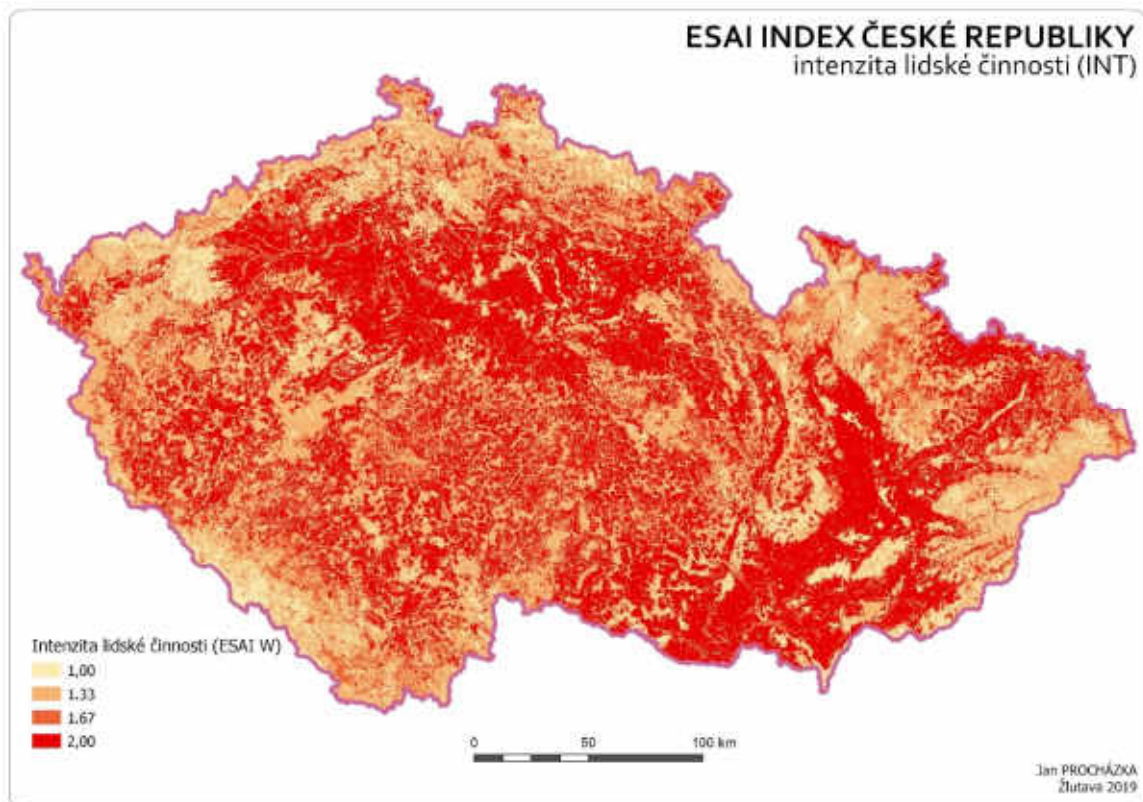 ESAI INDEX ČESKÉ REPUBLIKY
intenzita lidské činnosti (INT)
Intenzita lidské činnosti (ESAI W)
1,00
1.33
1.67
2,00
0 50 100 km
Jan PROCHÁZKA
Žlutava 2019